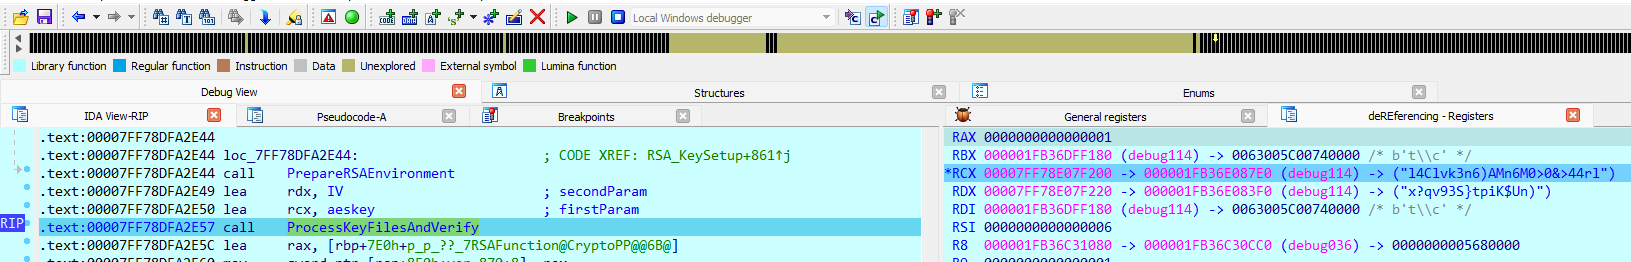 Local Windows debugger
Library function Regular function Instruction Data Unexplored External symbol Lumina function
Debug View Structures Enums
IDA View-RIP Pseudocode-A Breakpoints General registers deREferencing - Registers
.text:00007FF78DFA2E44
.text:00007FF78DFA2E44 loc_7FF78DFA2E44: ; CODE XREF: RSA_KeySetup+861↑j
.text:00007FF78DFA2E44 call PrepareRSAEnvironment
.text:00007FF78DFA2E49 lea rdx, IV ; secondParam
.text:00007FF78DFA2E50 lea rcx, aeskey ; firstParam
RIP .text:00007FF78DFA2E57 call ProcessKeyFilesAndVerify
.text:00007FF78DFA2E5C lea rax, [rbp+7E0h+p_p_??_7RSAFunction@CryptoPP@@6B@]
RAX 0000000000000001
RBX 000001FB36DFF180 (debug114) -> 0063005C00740000 /* b't\\c' */
*RCX 00007FF78E07F200 -> 000001FB36E087E0 (debug114) -> ("l4Clvk3n6)AMn6M0>0&>44rl")
RDX 00007FF78E07F220 -> 000001FB36E083F0 (debug114) -> ("x?qv93S}tpiK$Un)")
RDI 000001FB36DFF180 (debug114) -> 0063005C00740000 /* b't\\c' */
RSI 0000000000000006
R8 000001FB36C31080 -> 000001FB36C30CC0 (debug036) -> 0000000005680000